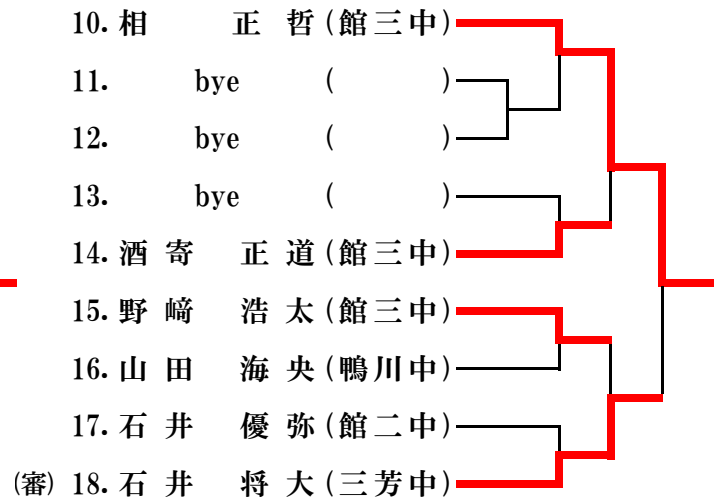 10. 相 正 哲 (館三中)
11. bye ( )
12. bye ( )
13. bye ( )
14. 酒 寄 正 道 (館三中)
15. 野 﨑 浩 太 (館三中)
16. 山 田 海 央 (鴨川中)
17. 石 井 優 弥 (館二中)
(審) 18. 石 井 将 大 (三芳中)